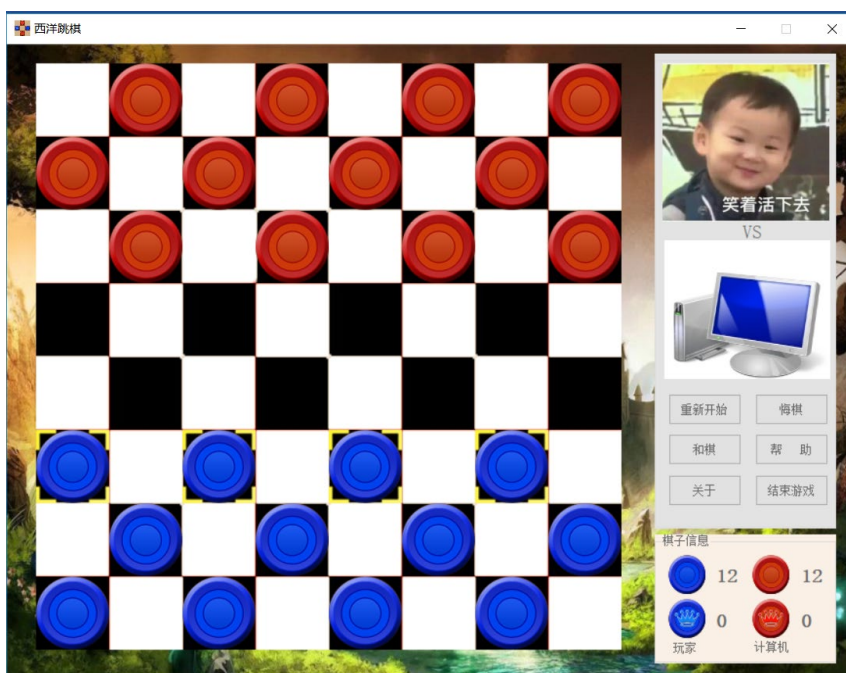 西洋跳棋
笑着活下去
VS
重新开始 悔棋
和棋 帮 助
关于 结束游戏
棋子信息
12 12
0 0
玩家 计算机